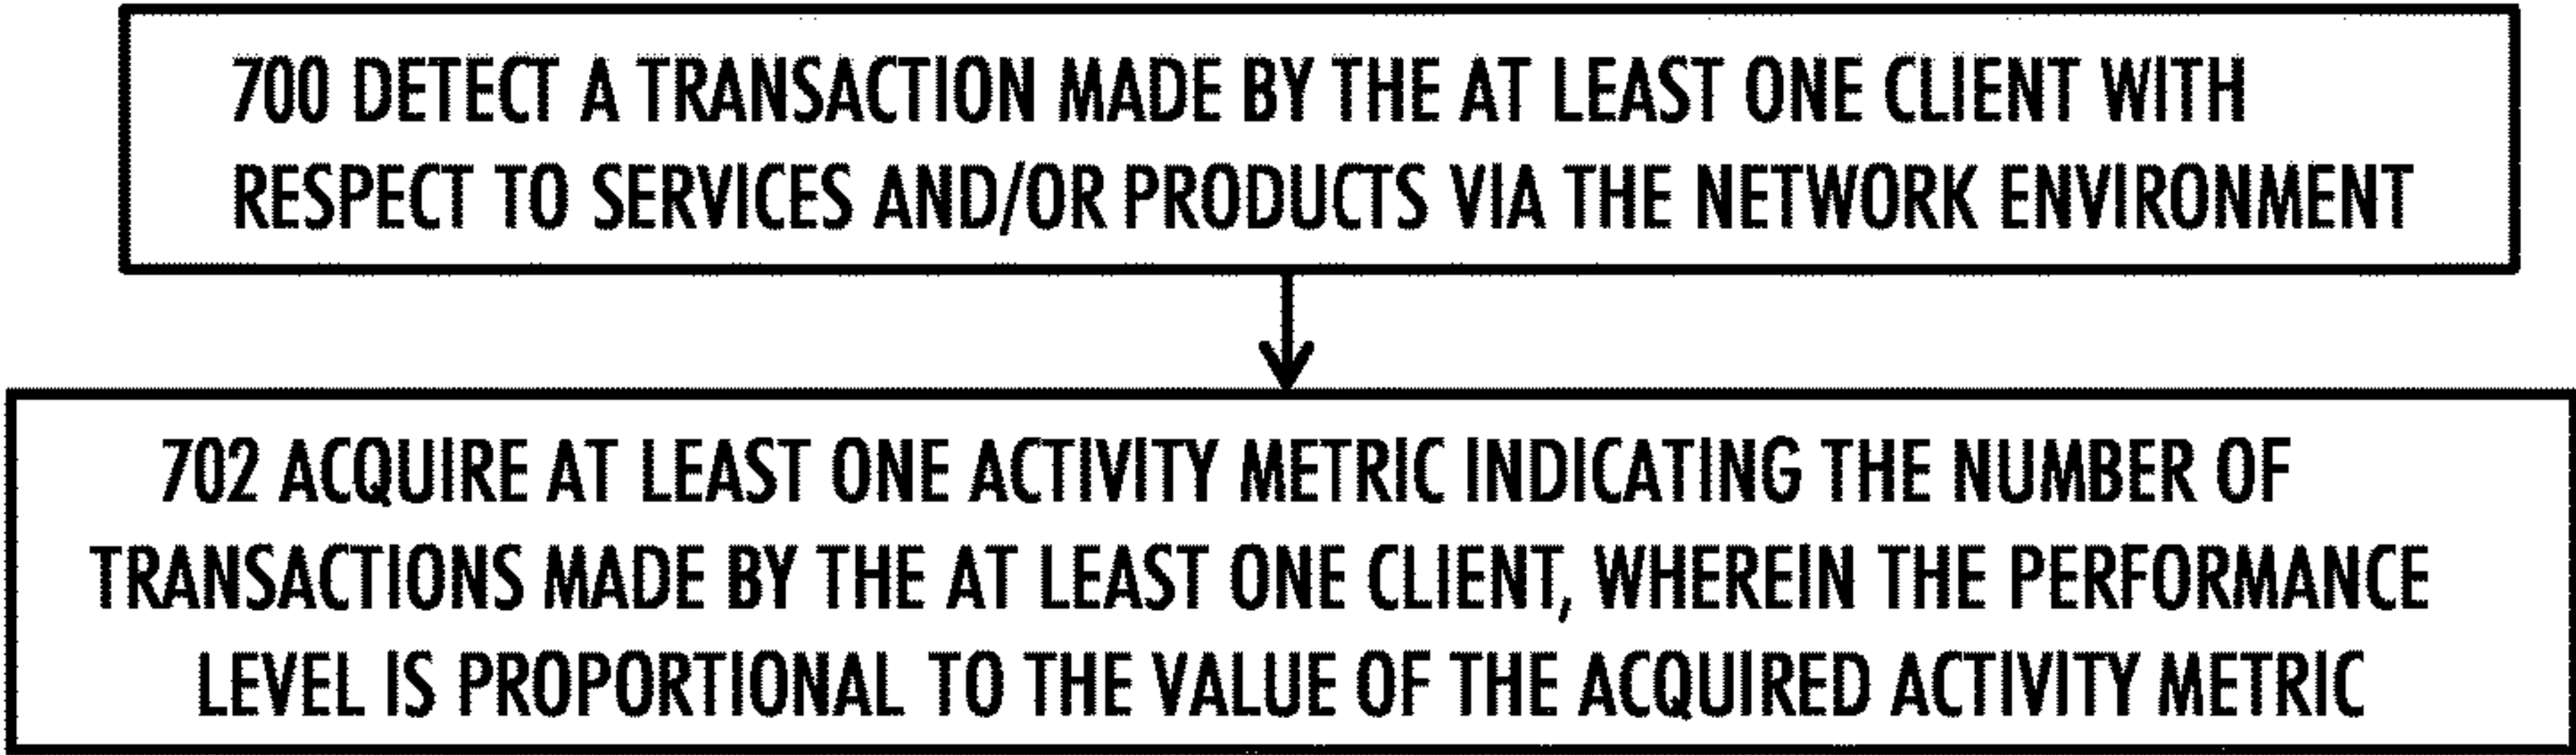 700 DETECT A TRANSACTION MADE BY THE AT LEAST ONE CLIENT WITH
RESPECT TO SERVICES AND/OR PRODUCTS VIA THE NETWORK ENVIRONMENT
702 ACQUIRE AT LEAST ONE ACTIVITY METRIC INDICATING THE NUMBER OF
TRANSACTIONS MADE BY THE AT LEAST ONE CLIENT, WHEREIN THE PERFORMANCE
LEVEL IS PROPORTIONAL TO THE VALUE OF THE ACQUIRED ACTIVITY METRIC